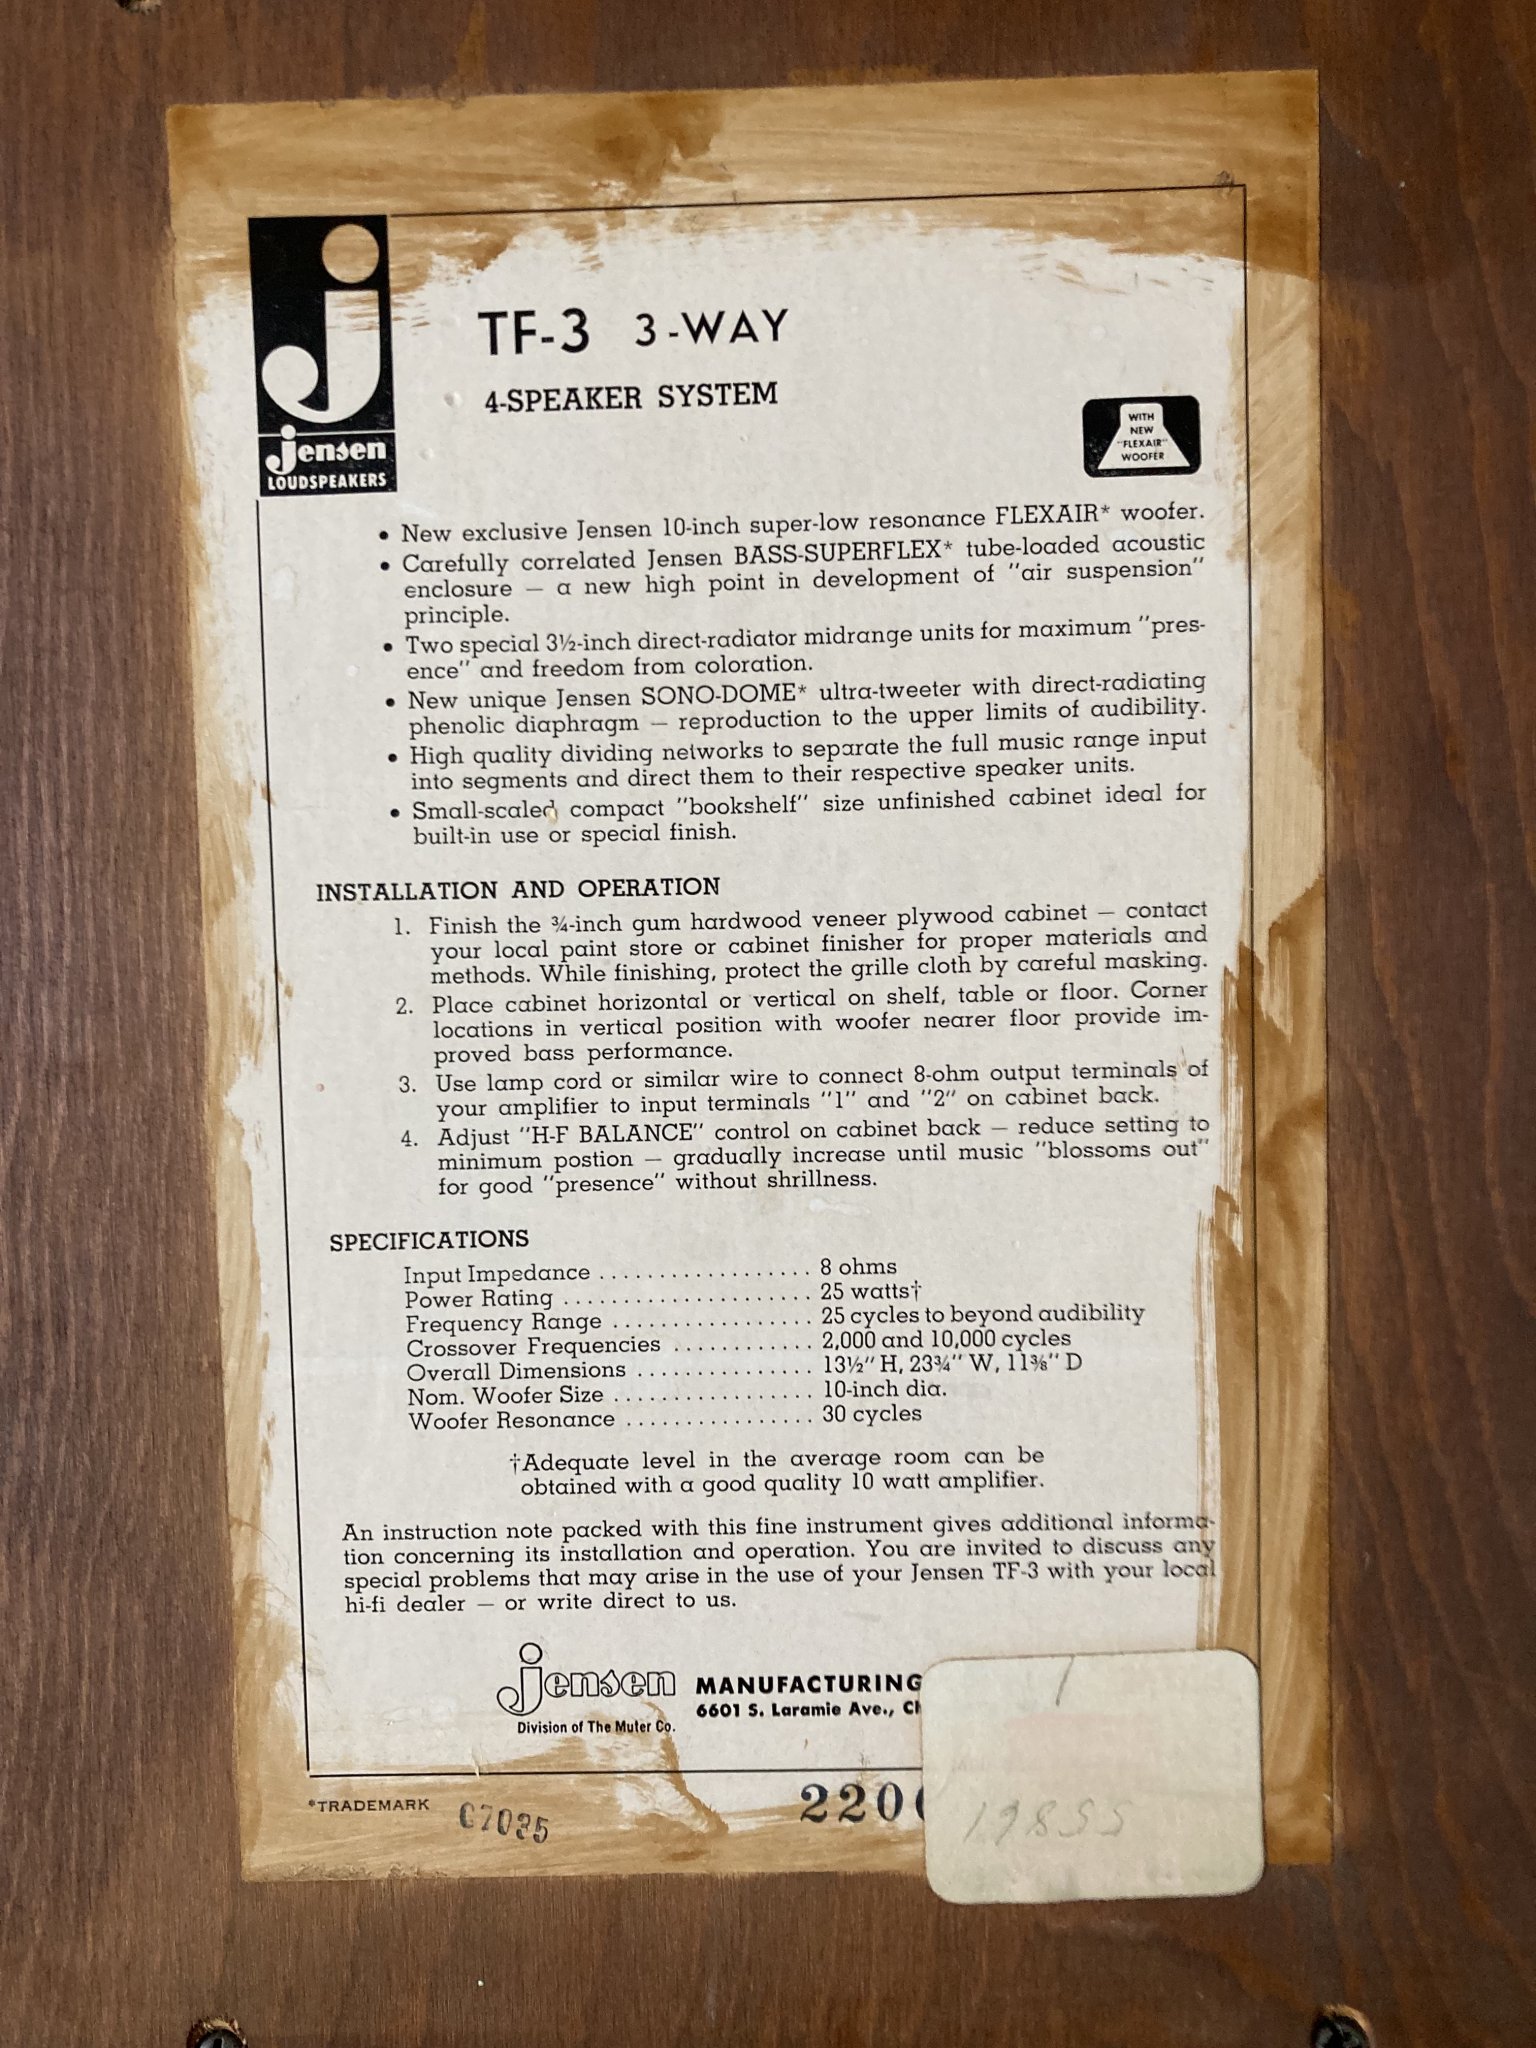 jensen
LOUDSPEAKERS
TF-3 3-WAY
4-SPEAKER SYSTEM
WITH
NEW
"FLEXAIR"
WOOFER
• New exclusive Jensen 10-inch super-low resonance FLEXAIR* woofer.
• Carefully correlated Jensen BASS-SUPERFLEX* tube-loaded acoustic
enclosure — a new high point in development of "air suspension"
principle.
• Two special 3½-inch direct-radiator midrange units for maximum "pres-
ence" and freedom from coloration.
• New unique Jensen SONO-DOME* ultra-tweeter with direct-radiating
phenolic diaphragm — reproduction to the upper limits of audibility.
• High quality dividing networks to separate the full music range input
into segments and direct them to their respective speaker units.
• Small-scaled compact "bookshelf" size unfinished cabinet ideal for
built-in use or special finish.
INSTALLATION AND OPERATION
1. Finish the ¾-inch gum hardwood veneer plywood cabinet — contact
your local paint store or cabinet finisher for proper materials and
methods. While finishing, protect the grille cloth by careful masking.
2. Place cabinet horizontal or vertical on shelf, table or floor. Corner
locations in vertical position with woofer nearer floor provide im-
proved bass performance.
3. Use lamp cord or similar wire to connect 8-ohm output terminals of
your amplifier to input terminals "1" and "2" on cabinet back.
4. Adjust "H-F BALANCE" control on cabinet back — reduce setting to
minimum postion — gradually increase until music "blossoms out"
for good "presence" without shrillness.
SPECIFICATIONS
Input Impedance .................. 8 ohms
Power Rating ..................... 25 watts†
Frequency Range ................. 25 cycles to beyond audibility
Crossover Frequencies ............ 2,000 and 10,000 cycles
Overall Dimensions ............... 13½" H, 23¾" W, 11⅜" D
Nom. Woofer Size ................. 10-inch dia.
Woofer Resonance ................ 30 cycles
†Adequate level in the average room can be
obtained with a good quality 10 watt amplifier.
An instruction note packed with this fine instrument gives additional informa-
tion concerning its installation and operation. You are invited to discuss any
special problems that may arise in the use of your Jensen TF-3 with your local
hi-fi dealer — or write direct to us.
jensen MANUFACTURING
6601 S. Laramie Ave.,
Division of The Muter Co.
*TRADEMARK
220